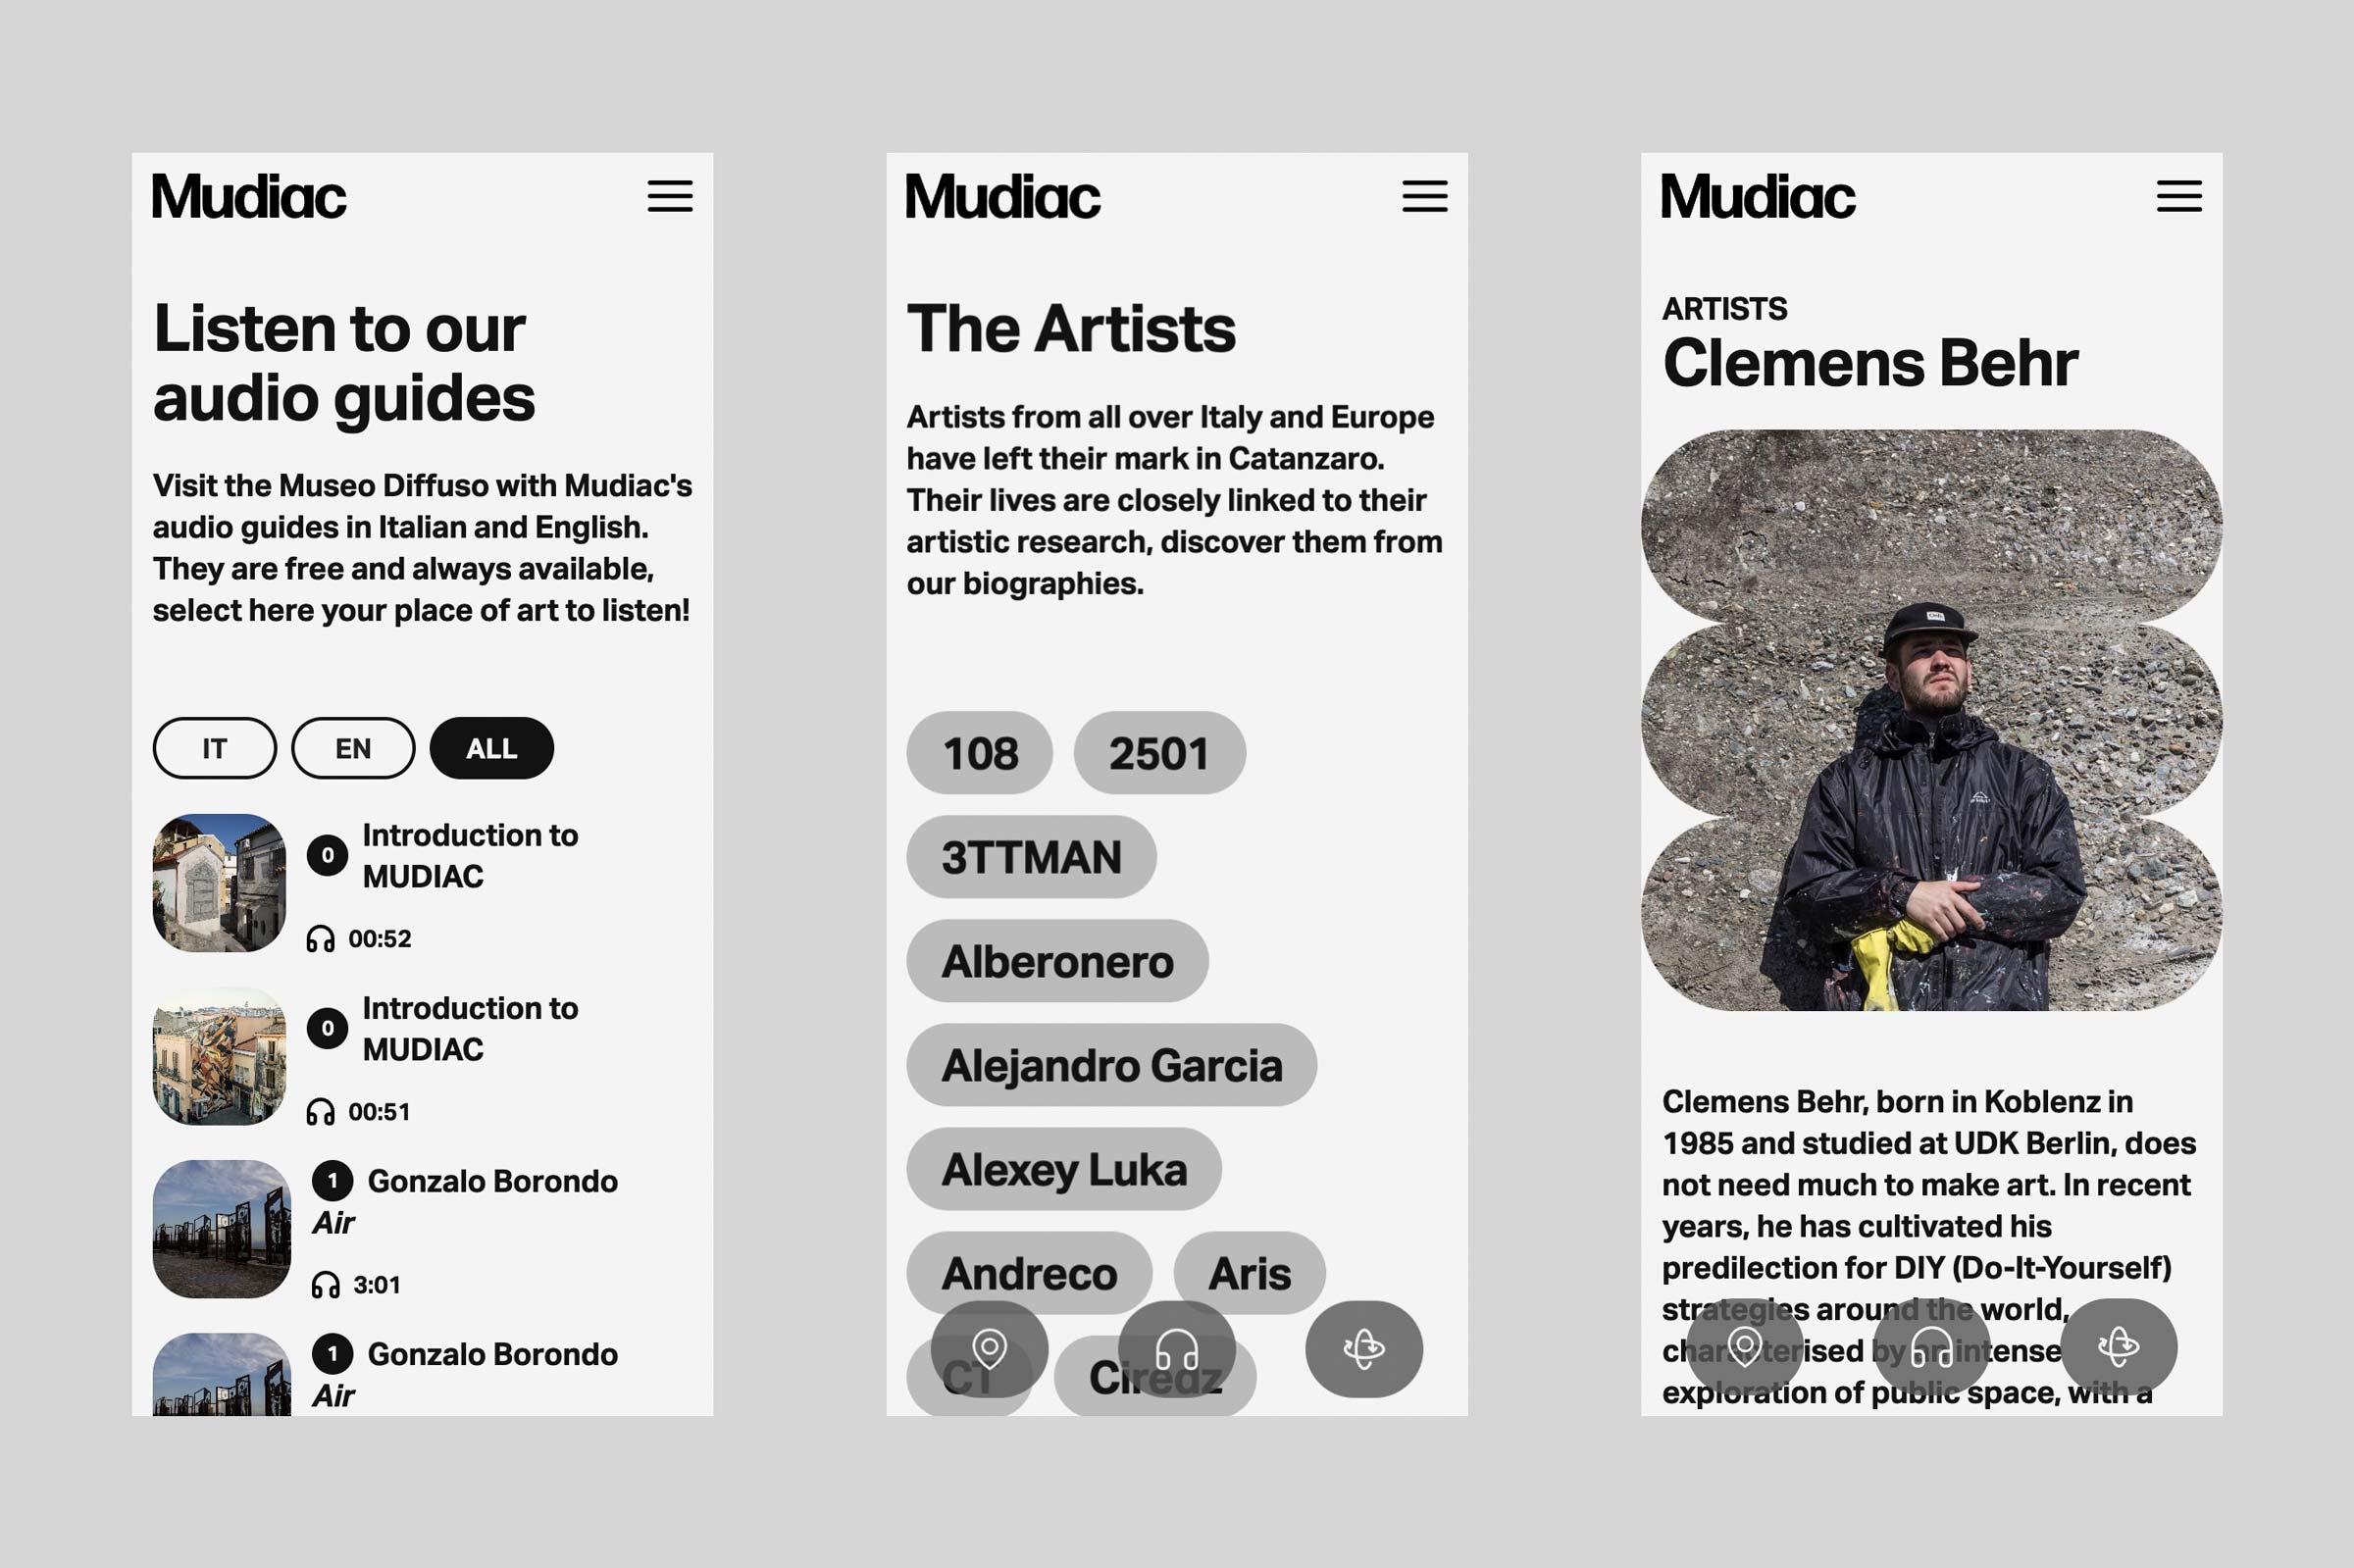 Mudiac
Listen to our
audio guides
Visit the Museo Diffuso with Mudiac's
audio guides in Italian and English.
They are free and always available,
select here your place of art to listen!
IT EN ALL
0 Introduction to
MUDIAC
00:52
0 Introduction to
MUDIAC
00:51
1 Gonzalo Borondo
Air
3:01
1 Gonzalo Borondo
Air
Mudiac
The Artists
Artists from all over Italy and Europe
have left their mark in Catanzaro.
Their lives are closely linked to their
artistic research, discover them from
our biographies.
108 2501
3TTMAN
Alberonero
Alejandro Garcia
Alexey Luka
Andreco Aris
CT Ciredz
Mudiac
ARTISTS
Clemens Behr
Clemens Behr, born in Koblenz in
1985 and studied at UDK Berlin, does
not need much to make art. In recent
years, he has cultivated his
predilection for DIY (Do-It-Yourself)
strategies around the world,
characterised by an intense
exploration of public space, with a